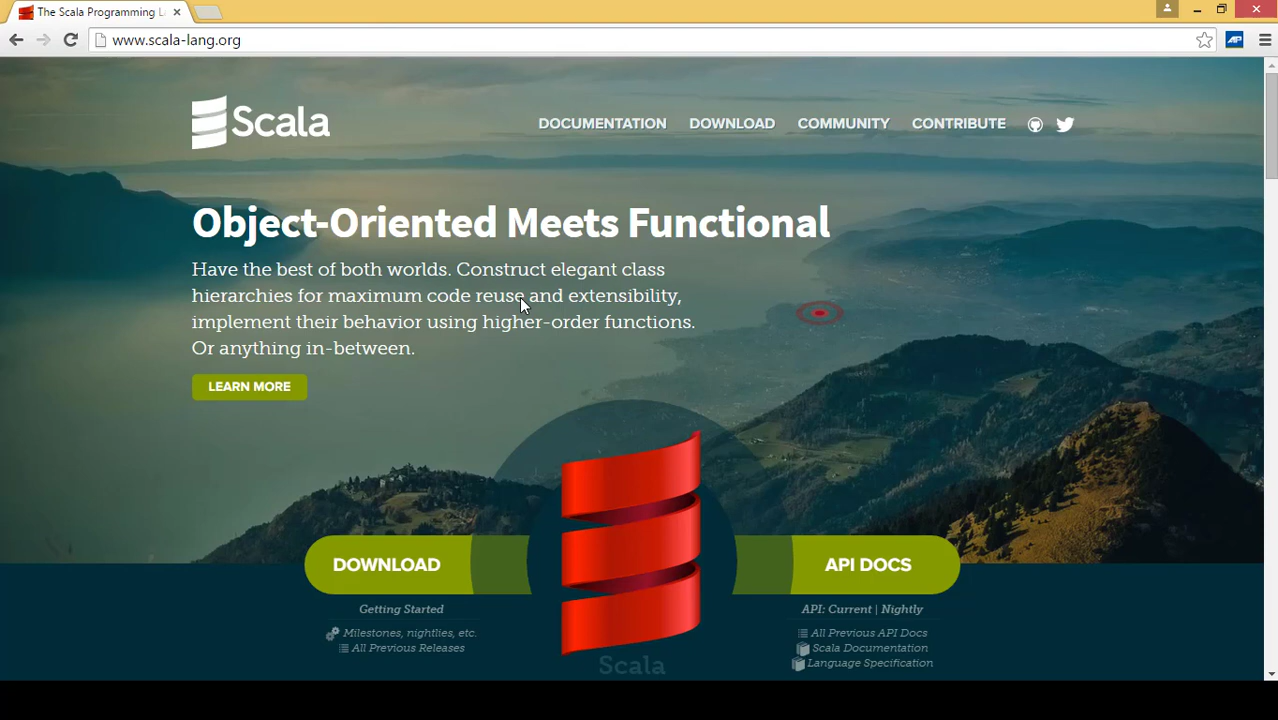 The Scala Programming L
www.scala-lang.org
AP
Scala
DOCUMENTATION
DOWNLOAD
COMMUNITY
CONTRIBUTE
Object-Oriented Meets Functional
Have the best of both worlds. Construct elegant class
hierarchies for maximum code reuse and extensibility,
implement their behavior using higher-order functions.
Or anything in-between.
LEARN MORE
DOWNLOAD
API DOCS
Getting Started
Milestones, nightlies, etc.
All Previous Releases
API: Current | Nightly
All Previous API Docs
Scala Documentation
Language Specification
Scala